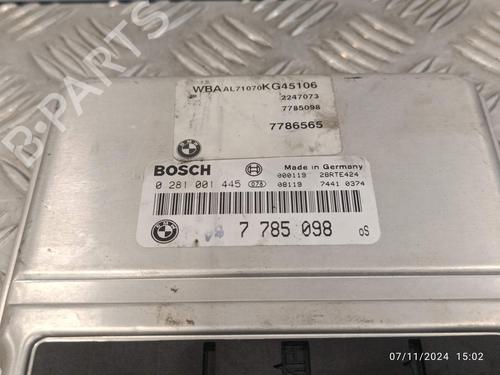 WBAAL71070KG45106
2247073
7785098
7786565
BOSCH
Made in Germany
0 281 001 445 078 000119 28RTE424
08119 7441 0374
7 785 098 oS
07/11/2024 15:02